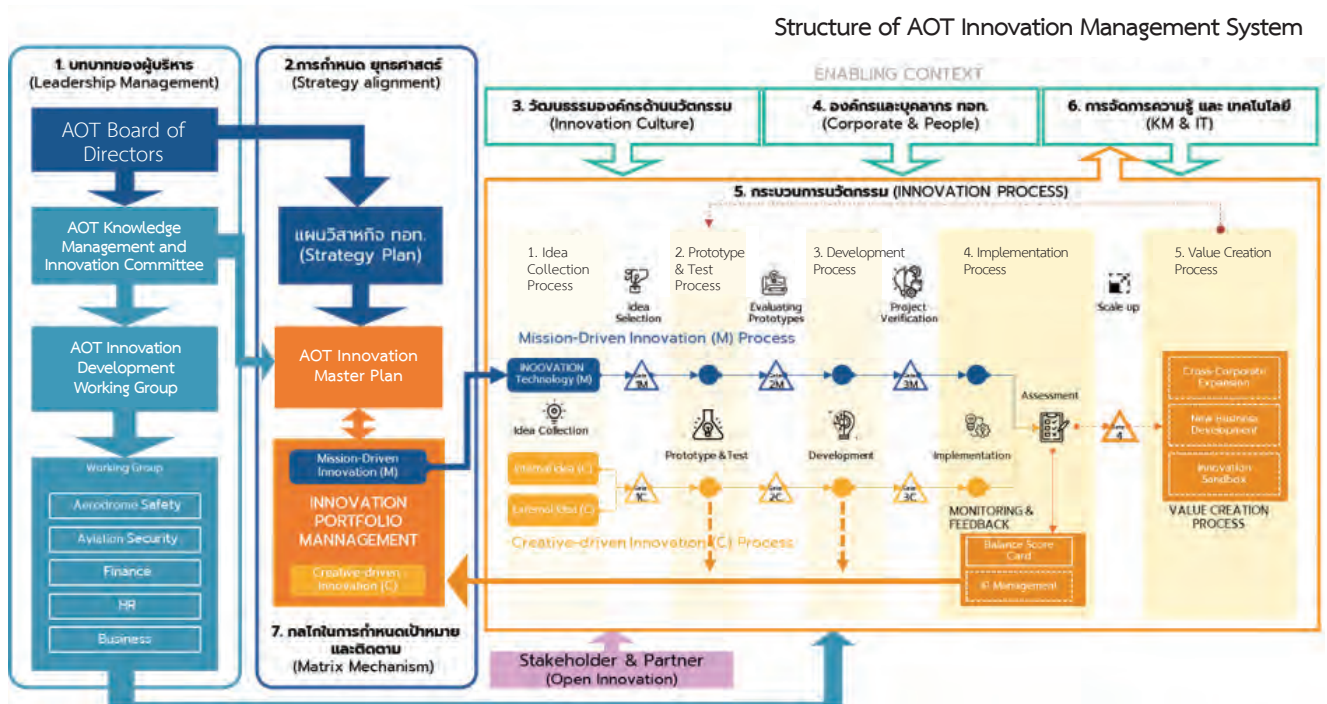 Structure of AOT Innovation Management System
1. บทบาทของผู้บริหาร
(Leadership Management)
AOT Board of
Directors
AOT Knowledge
Management and
Innovation Committee
AOT Innovation
Development
Working Group
Working Group
Aerodrome Safety
Aviation Security
Finance
HR
Business
2.การกำหนด ยุทธศาสตร์
(Strategy alignment)
แผนวิสาหกิจ ทอท.
(Strategy Plan)
AOT Innovation
Master Plan
Mission-Driven
Innovation (M)
INNOVATION
PORTFOLIO
MANNAGEMENT
Creative-driven
Innovation (C)
7. กลไกในการกำหนดเป้าหมาย
และติดตาม
(Matrix Mechanism)
ENABLING CONTEXT
3. วัฒนธรรมองค์กรด้านนวัตกรรม
(Innovation Culture)
4. องค์กรและบุคลากร ทอท.
(Corporate & People)
6. การจัดการความรู้ และ เทคโนโลยี
(KM & IT)
5. กระบวนการนวัตกรรม (INNOVATION PROCESS)
1. Idea
Collection
Process
2. Prototype
& Test
Process
3. Development
Process
4. Implementation
Process
5. Value Creation
Process
Idea
Selection
Evaluating
Prototypes
Project
Verification
Scale up
Mission-Driven Innovation (M) Process
INOOVATION
Technology (M)
Gate
1M
Gate
2M
Gate
3M
Idea Collection
Prototype & Test
Development
Implementation
Assessment
Gate
4
Internal Idea (C)
External Idea (C)
Gate
1C
Gate
2C
Gate
3C
Creative-driven Innovation (C) Process
MONITORING &
FEEDBACK
Balance Score
Card
IP Management
Cross-Corporate
Expansion
New Business
Development
Innovation
Sandbox
VALUE CREATION
PROCESS
Stakeholder & Partner
(Open Innovation)